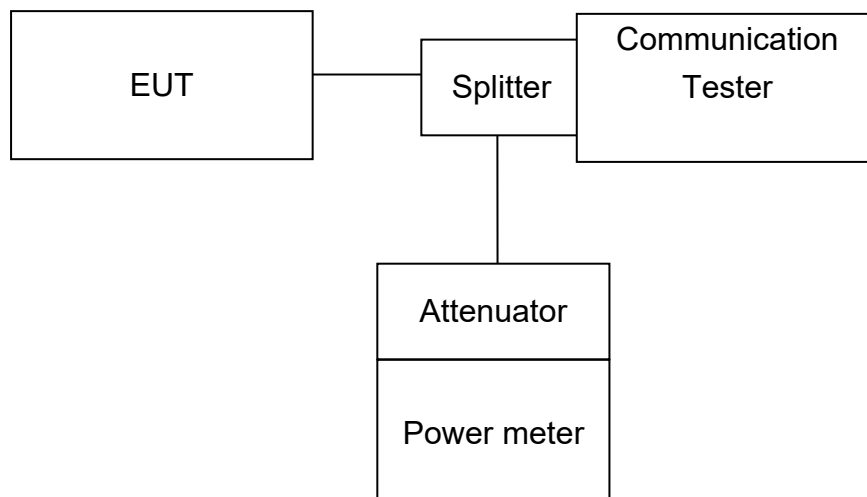 EUT
Splitter
Communication
Tester
Attenuator
Power meter